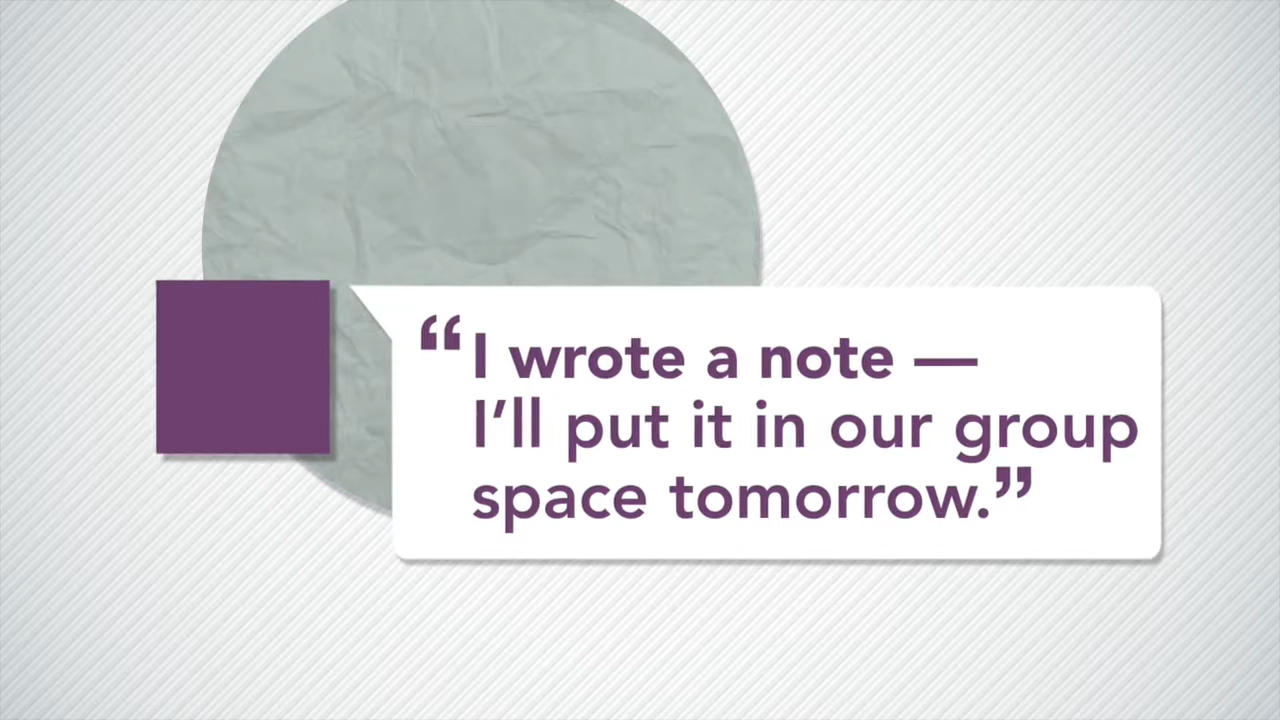 “I wrote a note —
I’ll put it in our group
space tomorrow.”